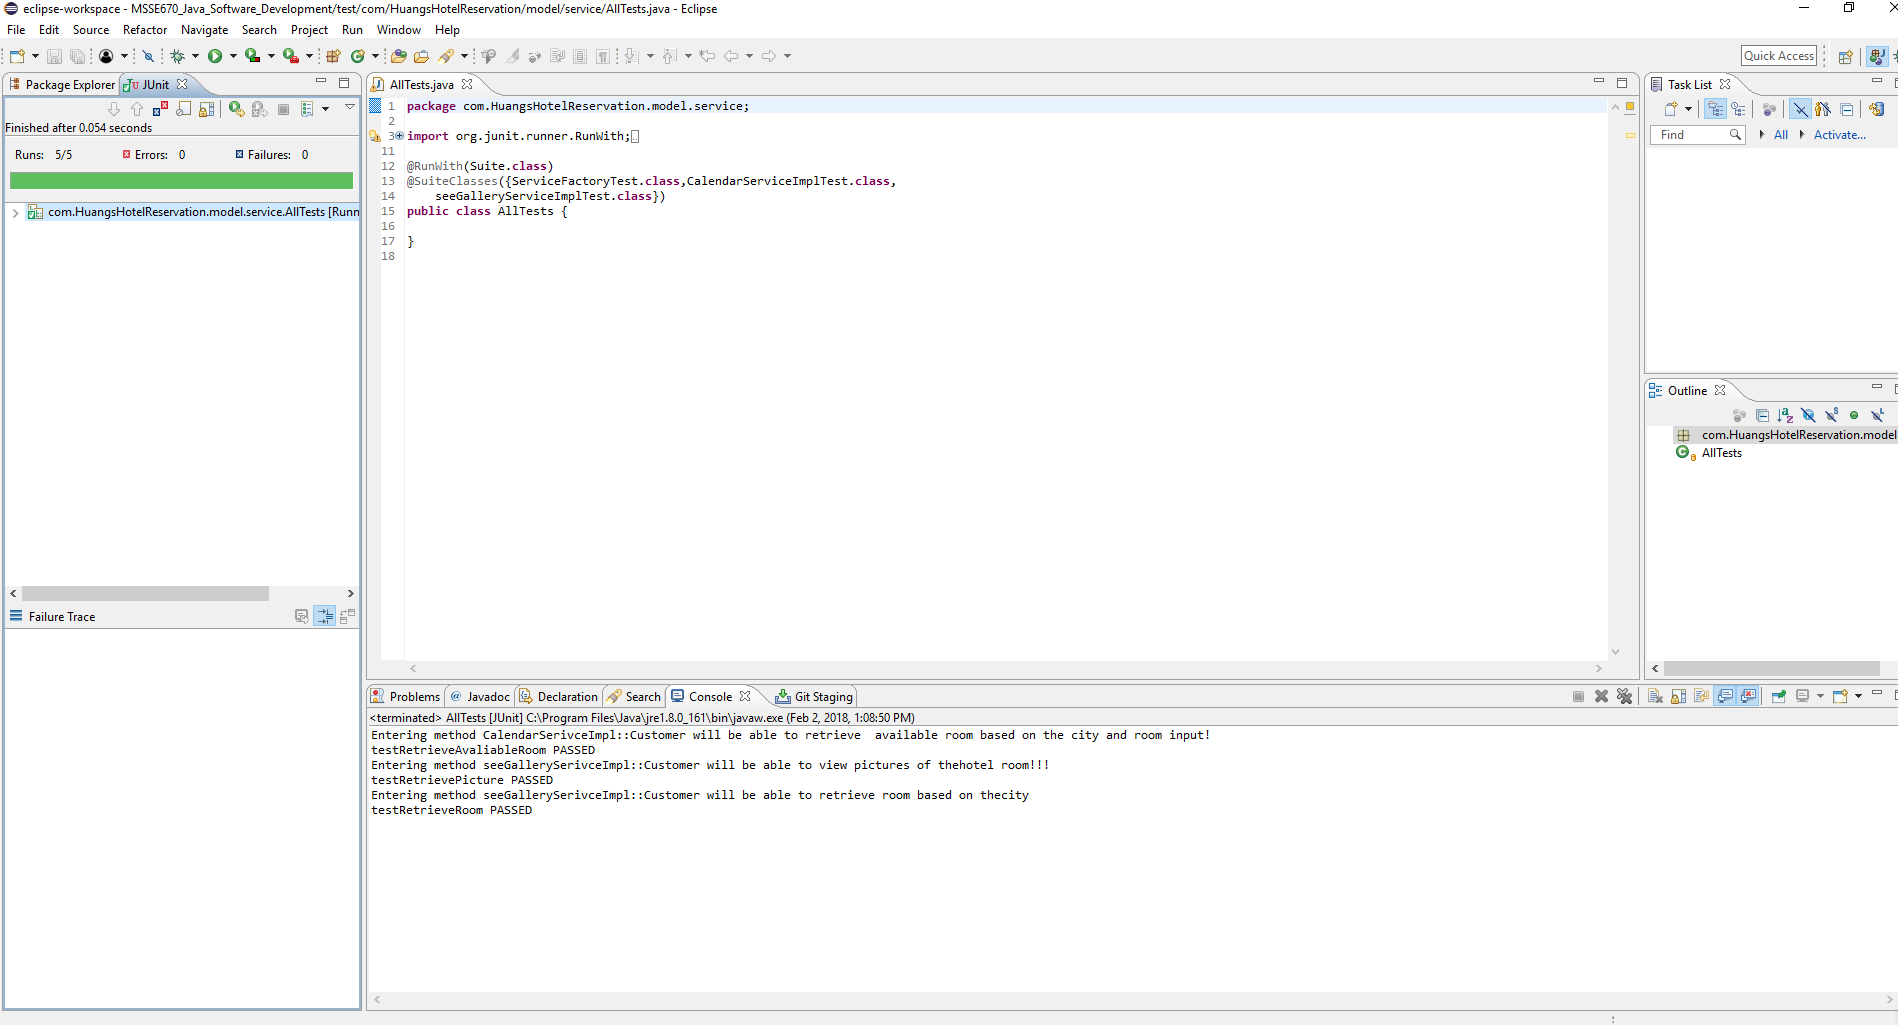 eclipse-workspace - MSSE670_Java_Software_Development/test/com/HuangsHotelReservation/model/service/AllTests.java - Eclipse
File Edit Source Refactor Navigate Search Project Run Window Help
Quick Access
Package Explorer JUnit
Finished after 0.054 seconds
Runs: 5/5 Errors: 0 Failures: 0
com.HuangsHotelReservation.model.service.AllTests [Runn
Failure Trace
AllTests.java
1 package com.HuangsHotelReservation.model.service;
2
3 import org.junit.runner.RunWith;
11
12 @RunWith(Suite.class)
13 @SuiteClasses({ServiceFactoryTest.class,CalendarServiceImplTest.class,
14 seeGalleryServiceImplTest.class})
15 public class AllTests {
16
17 }
18
Task List
Find All Activate...
Outline
com.HuangsHotelReservation.model
AllTests
Problems @ Javadoc Declaration Search Console Git Staging
<terminated> AllTests [JUnit] C:\Program Files\Java\jre1.8.0_161\bin\javaw.exe (Feb 2, 2018, 1:08:50 PM)
Entering method CalendarSerivceImpl::Customer will be able to retrieve  available room based on the city and room input!
testRetrieveAvaliableRoom PASSED
Entering method seeGallerySerivceImpl::Customer will be able to view pictures of thehotel room!!!
testRetrievePicture PASSED
Entering method seeGallerySerivceImpl::Customer will be able to retrieve room based on thecity
testRetrieveRoom PASSED